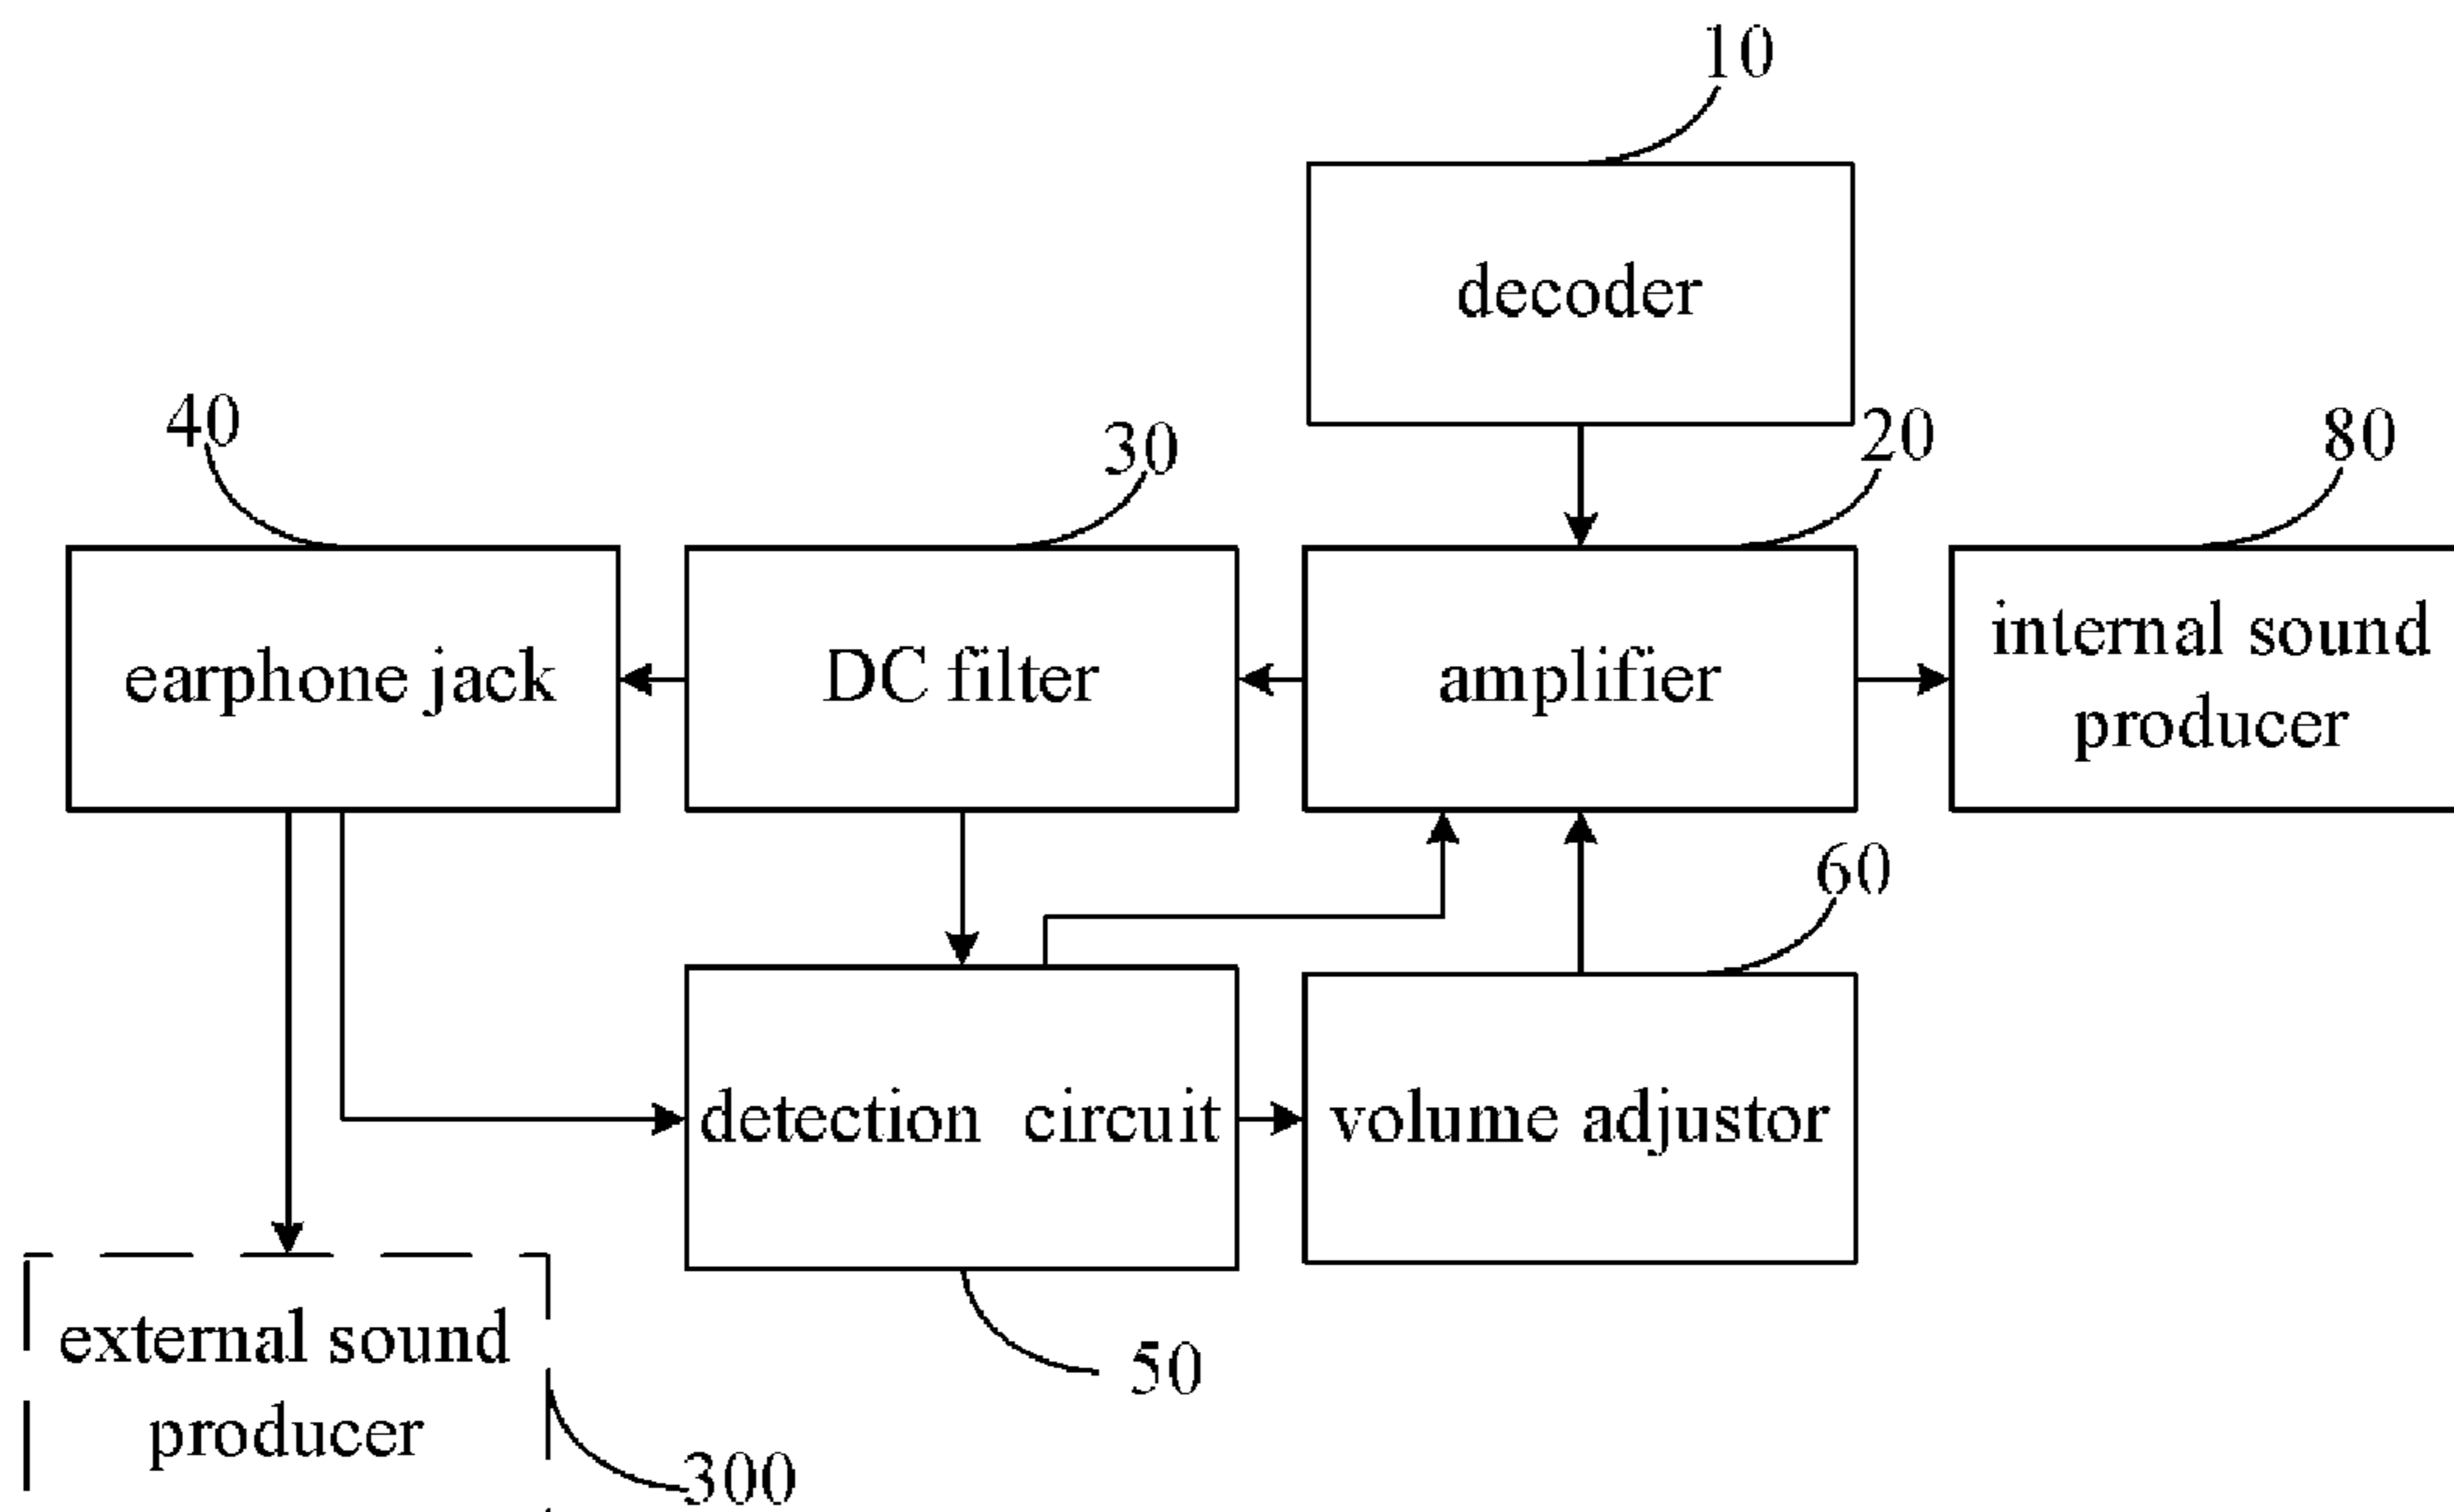 10
decoder
40
30
20
80
earphone jack
DC filter
amplifier
internal sound
producer
60
detection circuit
volume adjustor
external sound
producer
50
300